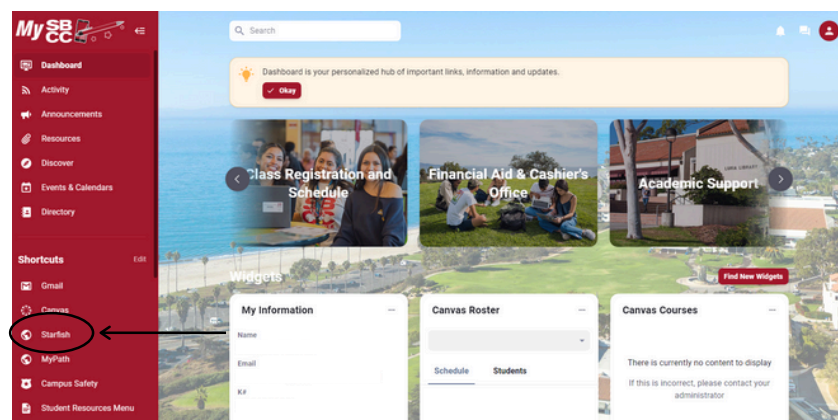 My SB
CC
Dashboard
Activity
Announcements
Resources
Discover
Events & Calendars
Directory
Shortcuts Edit
Gmail
Canvas
Starfish
MyPath
Campus Safety
Student Resources Menu
Search
Dashboard is your personalized hub of important links, information and updates.
Okay
Class Registration and
Schedule
Financial Aid & Cashier's
Office
Academic Support
Widgets
Find New Widgets
My Information
Name
Email
K#
Canvas Roster
Schedule Students
Canvas Courses
There is currently no content to display
If this is incorrect, please contact your
administrator